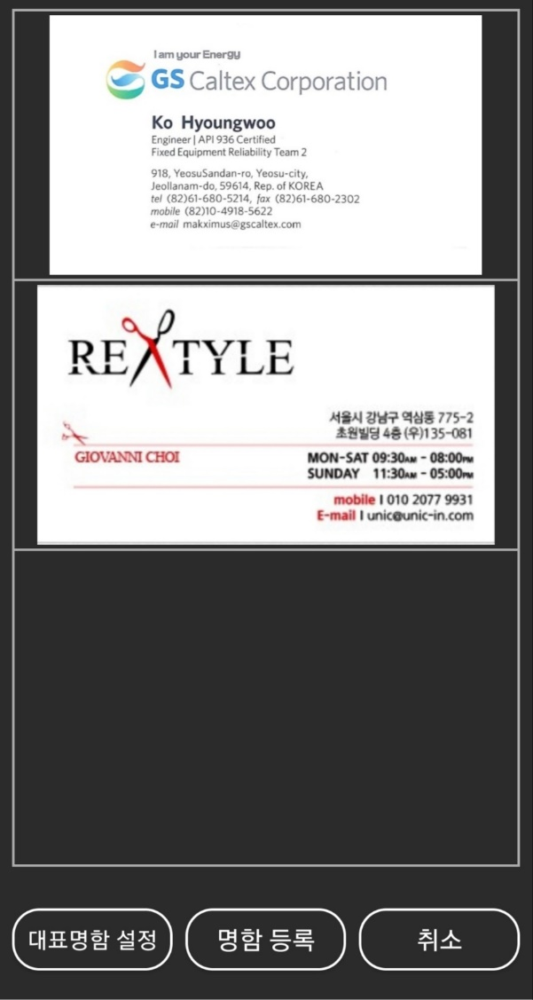 I am your Energy
GS Caltex Corporation
Ko Hyoungwoo
Engineer | API 936 Certified
Fixed Equipment Reliability Team 2
918, YeosuSandan-ro, Yeosu-city,
Jeollanam-do, 59614, Rep. of KOREA
tel (82)61-680-5214, fax (82)61-680-2302
mobile (82)10-4918-5622
e-mail makximus@gscaltex.com
RE TYLE
서울시 강남구 역삼동 775-2
초원빌딩 4층 (우)135-081
GIOVANNI CHOI
MON-SAT 09:30AM - 08:00PM
SUNDAY 11:30AM - 05:00PM
mobile I 010 2077 9931
E-mail I unic@unic-in.com
대표명함 설정
명함 등록
취소